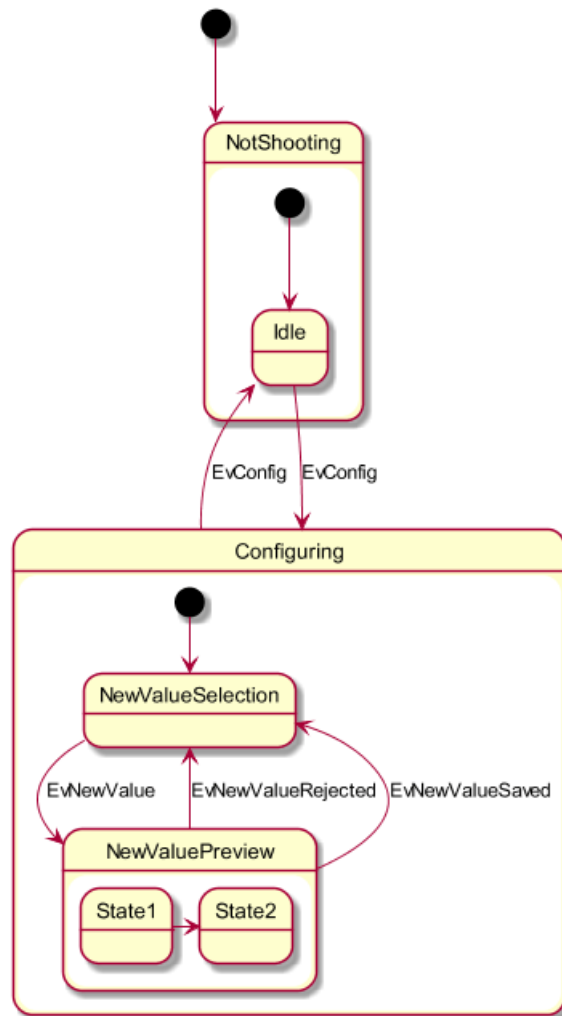 NotShooting
Idle
EvConfig
EvConfig
Configuring
NewValueSelection
EvNewValue
EvNewValueRejected
EvNewValueSaved
NewValuePreview
State1
State2